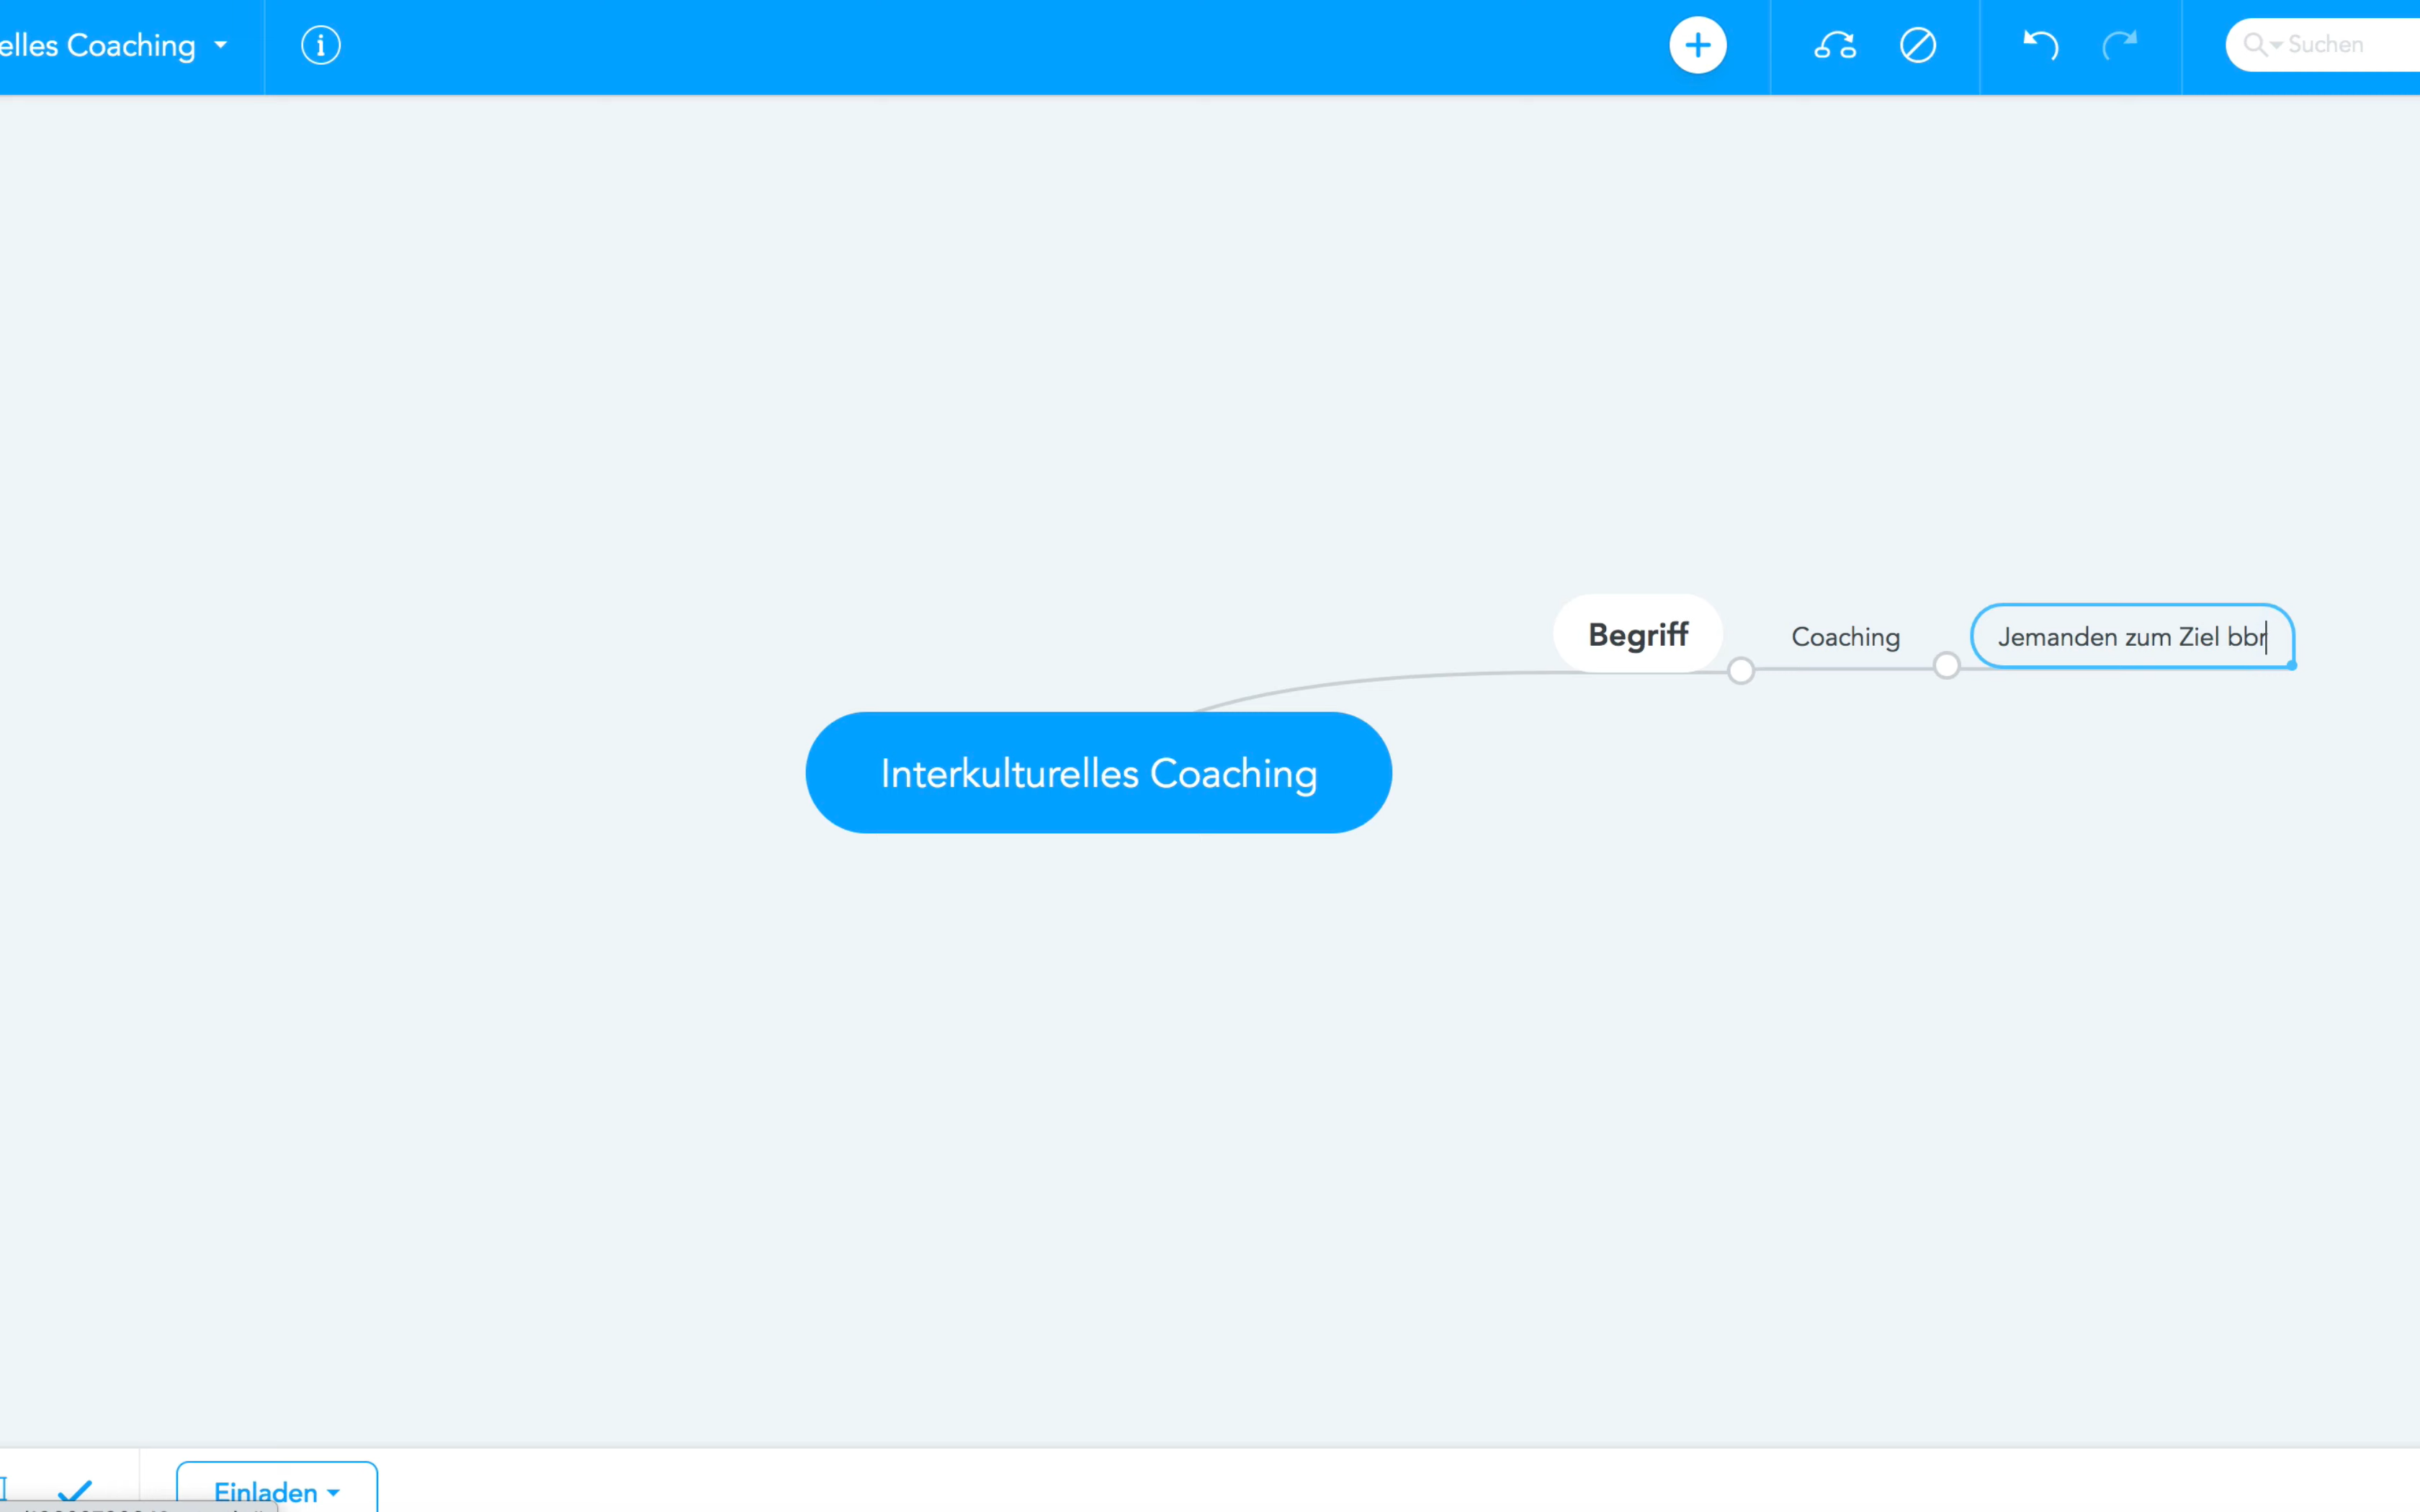 elles Coaching
Suchen
Begriff
Coaching
Jemanden zum Ziel bbr
Interkulturelles Coaching
Einladen